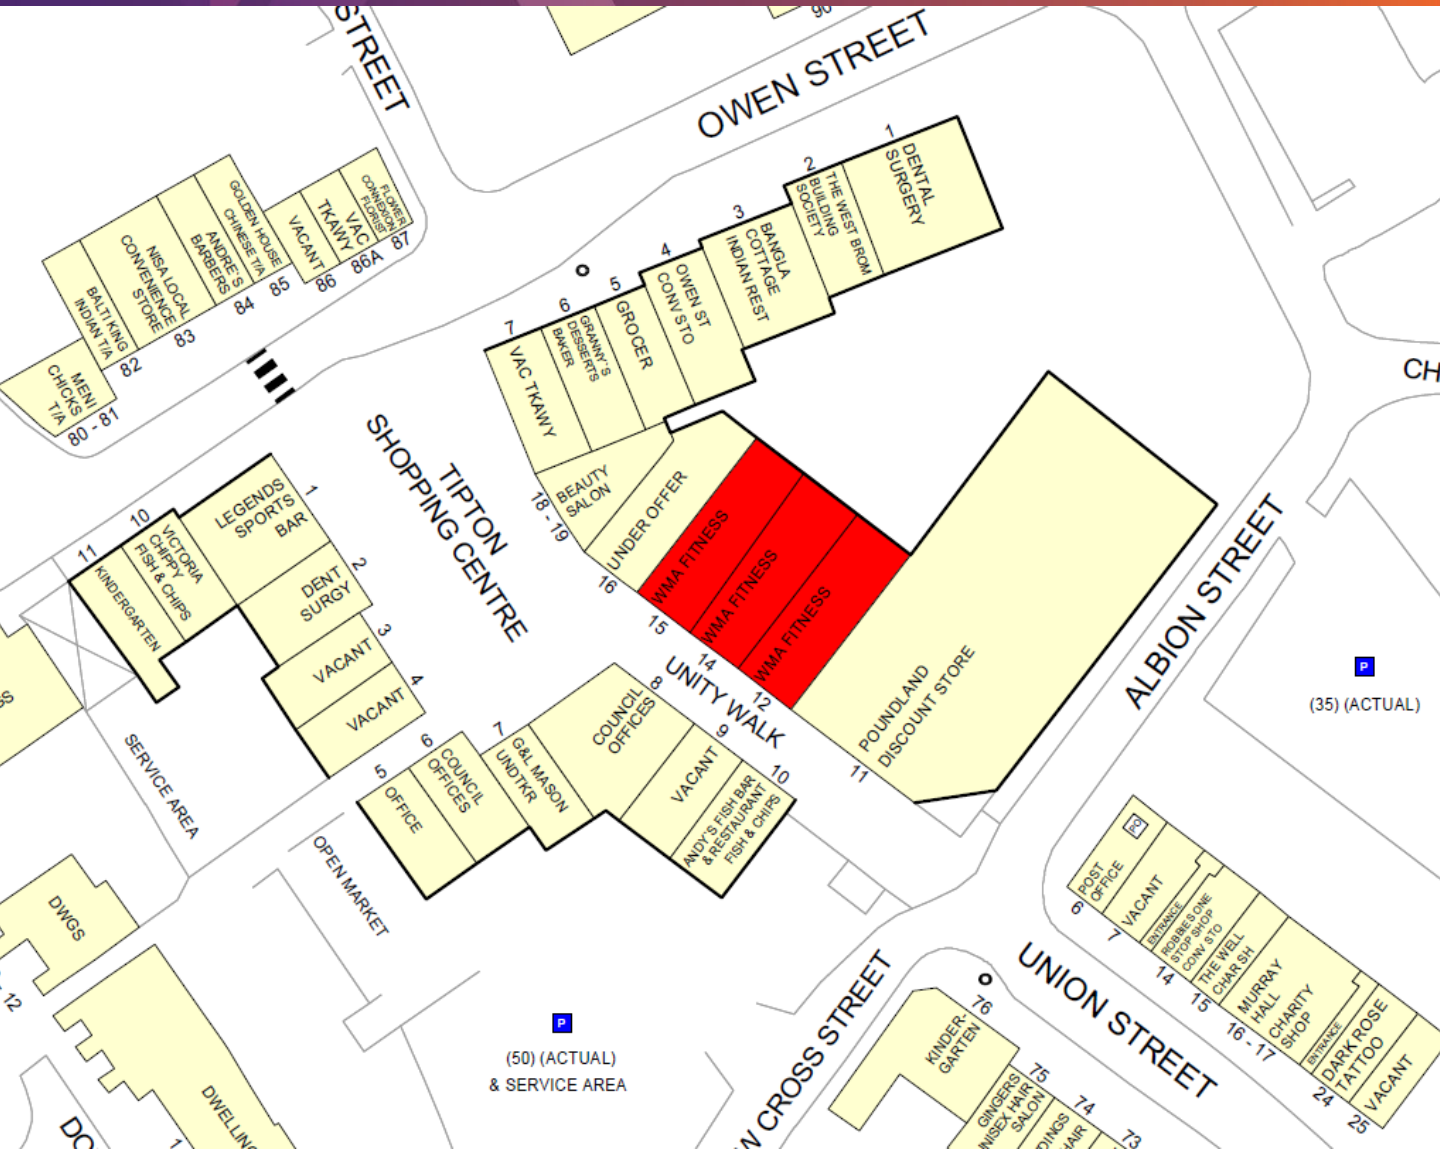 STREET
90
OWEN STREET
1
DENTAL
SURGERY
2
THE WEST BROM
BUILDING
SOCIETY
3
BANGLA
COTTAGE
INDIAN REST
4
OWEN ST
CONV STO
5
GROCER
6
GRANNY'S
DESSERTS
BAKER
7
VAC TKAWY
FLOWER
CONNEXION
FLORIST
87
VAC
TKAWY
86A
VACANT
86
GOLDEN HOUSE
CHINESE T/A
85
ANDRE'S
BARBERS
84
NISA LOCAL
CONVENIENCE
STORE
83
BALTI KING
INDIAN T/A
82
MENI
CHICKS
T/A
80 - 81
TIPTON
SHOPPING CENTRE
BEAUTY
SALON
18 - 19
UNDER OFFER
16
WMA FITNESS
15
WMA FITNESS
14
WMA FITNESS
12
POUNDLAND
DISCOUNT STORE
11
UNITY WALK
ALBION STREET
CH
P
(35) (ACTUAL)
LEGENDS
SPORTS
BAR
1
10
VICTORIA
CHIPPY
FISH & CHIPS
11
KINDERGARTEN
DENT
SURGY
2
VACANT
3
VACANT
4
SERVICE AREA
OPEN MARKET
5
OFFICE
6
COUNCIL
OFFICES
7
G&L MASON
UNDTKR
COUNCIL
OFFICES
8
VACANT
9
ANDY'S FISH BAR
& RESTAURANT
FISH & CHIPS
10
DWGS
12
DWELLING
1
DO
P
(50) (ACTUAL)
& SERVICE AREA
W CROSS STREET
UNION STREET
PO
POST
OFFICE
6
VACANT
7
ENTRANCE
ROBBIES ONE
STOP SHOP
CONV STO
14
THE WELL
CHAR SH
15
MURRAY
HALL
CHARITY
SHOP
16 - 17
ENTRANCE
DARK ROSE
TATTOO
24
VACANT
25
76
KINDER-
GARTEN
75
GINGERS
UNISEX HAIR
SALON
74
DINGS
HAIR
73